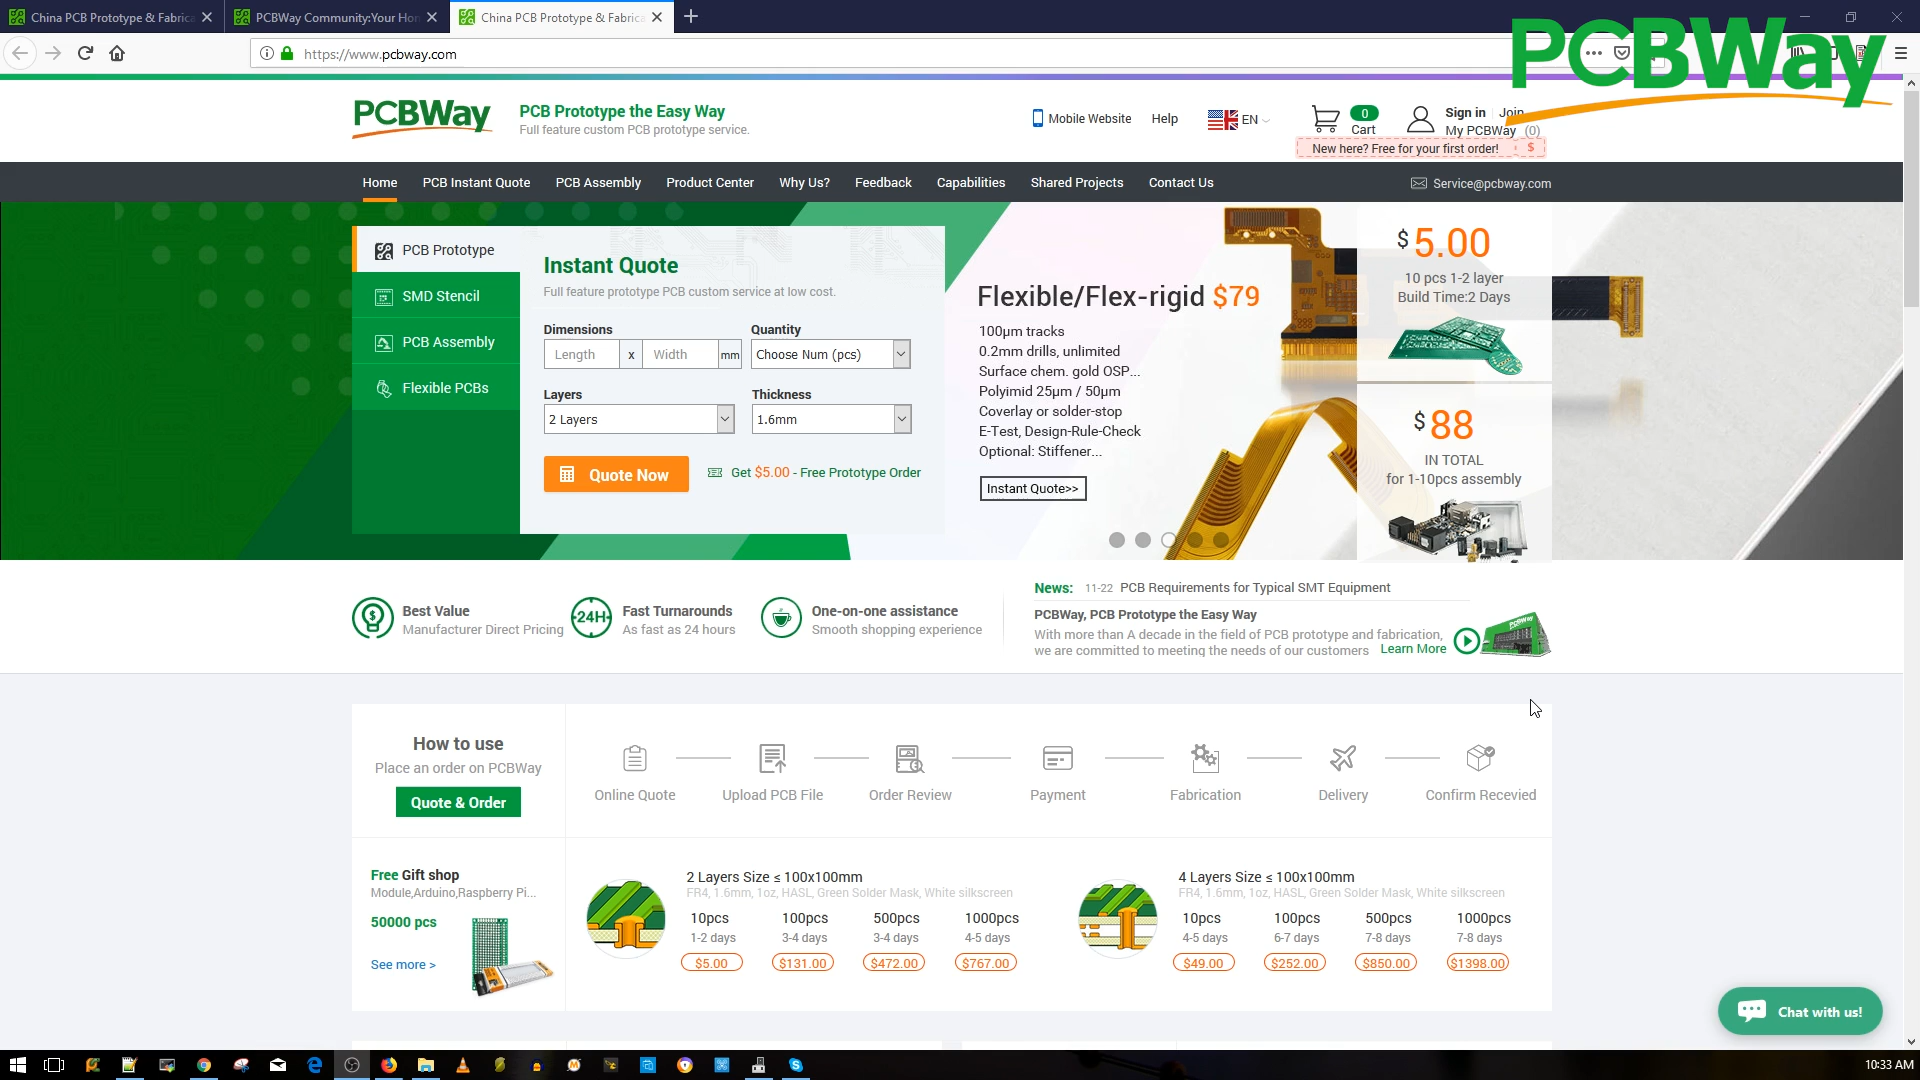 China PCB Prototype & Fabrica
PCBWay Community:Your Hon
China PCB Prototype & Fabrica
https://www.pcbway.com
PCBWay
PCBWay
PCB Prototype the Easy Way
Full feature custom PCB prototype service.
Mobile Website
Help
EN
0
Cart
Sign in
Join
My PCBWay (0)
New here? Free for your first order!
$
Home
PCB Instant Quote
PCB Assembly
Product Center
Why Us?
Feedback
Capabilities
Shared Projects
Contact Us
Service@pcbway.com
PCB Prototype
SMD Stencil
PCB Assembly
Flexible PCBs
Instant Quote
Full feature prototype PCB custom service at low cost.
Dimensions
Quantity
Length
x
Width
mm
Choose Num (pcs)
Layers
Thickness
2 Layers
1.6mm
Quote Now
Get $5.00 - Free Prototype Order
Flexible/Flex-rigid $79
100µm tracks
0.2mm drills, unlimited
Surface chem. gold OSP...
Polyimid 25µm / 50µm
Coverlay or solder-stop
E-Test, Design-Rule-Check
Optional: Stiffener...
Instant Quote>>
$ 5.00
10 pcs 1-2 layer
Build Time:2 Days
$ 88
IN TOTAL
for 1-10pcs assembly
Best Value
Manufacturer Direct Pricing
24H
Fast Turnarounds
As fast as 24 hours
One-on-one assistance
Smooth shopping experience
News: 11-22 PCB Requirements for Typical SMT Equipment
PCBWay, PCB Prototype the Easy Way
With more than A decade in the field of PCB prototype and fabrication,
we are committed to meeting the needs of our customers Learn More
How to use
Place an order on PCBWay
Quote & Order
Online Quote
Upload PCB File
Order Review
Payment
Fabrication
Delivery
Confirm Recevied
Free Gift shop
Module,Arduino,Raspberry Pi...
50000 pcs
See more >
2 Layers Size ≤ 100x100mm
FR4, 1.6mm, 1oz, HASL, Green Solder Mask, White silkscreen
10pcs 100pcs 500pcs 1000pcs
1-2 days 3-4 days 3-4 days 4-5 days
$5.00 $131.00 $472.00 $767.00
4 Layers Size ≤ 100x100mm
FR4, 1.6mm, 1oz, HASL, Green Solder Mask, White silkscreen
10pcs 100pcs 500pcs 1000pcs
4-5 days 6-7 days 7-8 days 7-8 days
$49.00 $252.00 $850.00 $1398.00
Chat with us!
10:33 AM